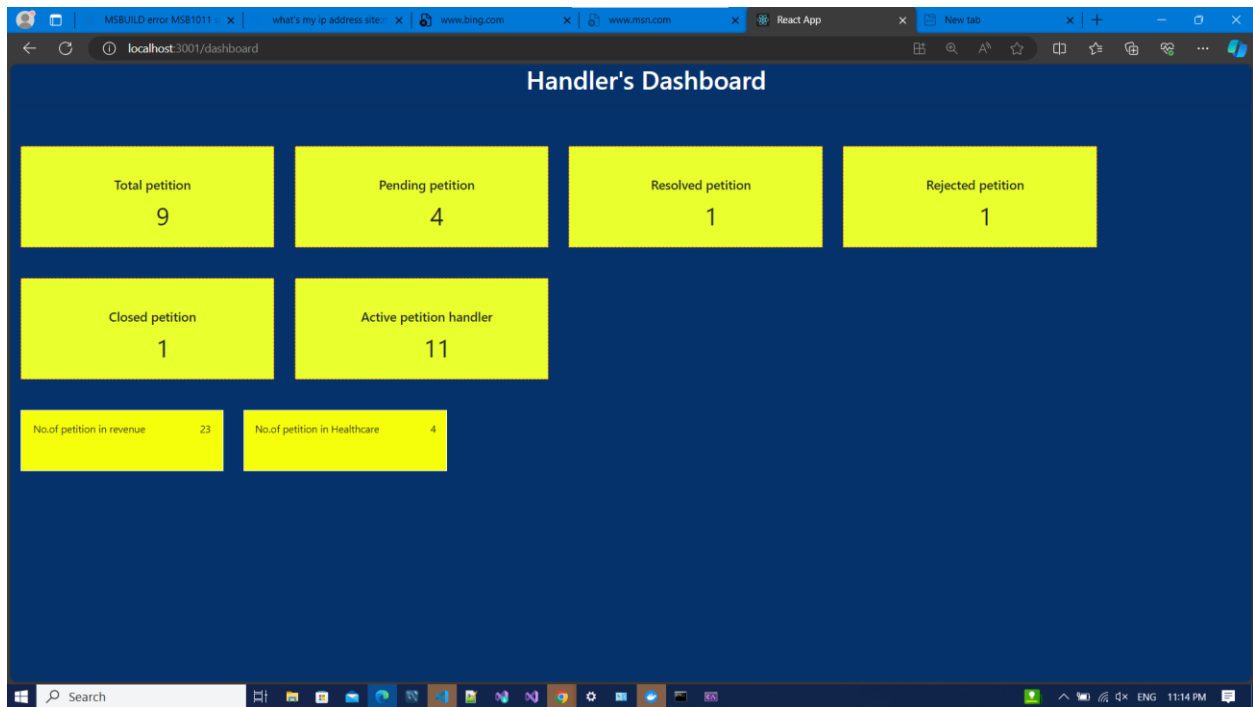 MSBUILD error MSB1011 s
what's my ip address site:
www.bing.com
www.msn.com
React App
New tab
localhost:3001/dashboard
Handler's Dashboard
Total petition
9
Pending petition
4
Resolved petition
1
Rejected petition
1
Closed petition
1
Active petition handler
11
No.of petition in revenue 23
No.of petition in Healthcare 4
Search
ENG 11:14 PM